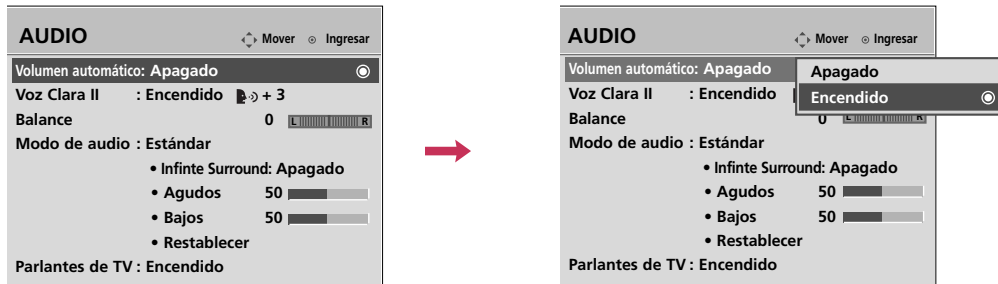 AUDIO
Mover Ingresar
Volumen automático: Apagado
Voz Clara II : Encendido + 3
Balance 0 L R
Modo de audio : Estándar
• Infinte Surround: Apagado
• Agudos 50
• Bajos 50
• Restablecer
Parlantes de TV : Encendido
AUDIO
Mover Ingresar
Volumen automático: Apagado
Apagado
Encendido
Voz Clara II : Encendido
Balance 0 L R
Modo de audio : Estándar
• Infinte Surround: Apagado
• Agudos 50
• Bajos 50
• Restablecer
Parlantes de TV : Encendido